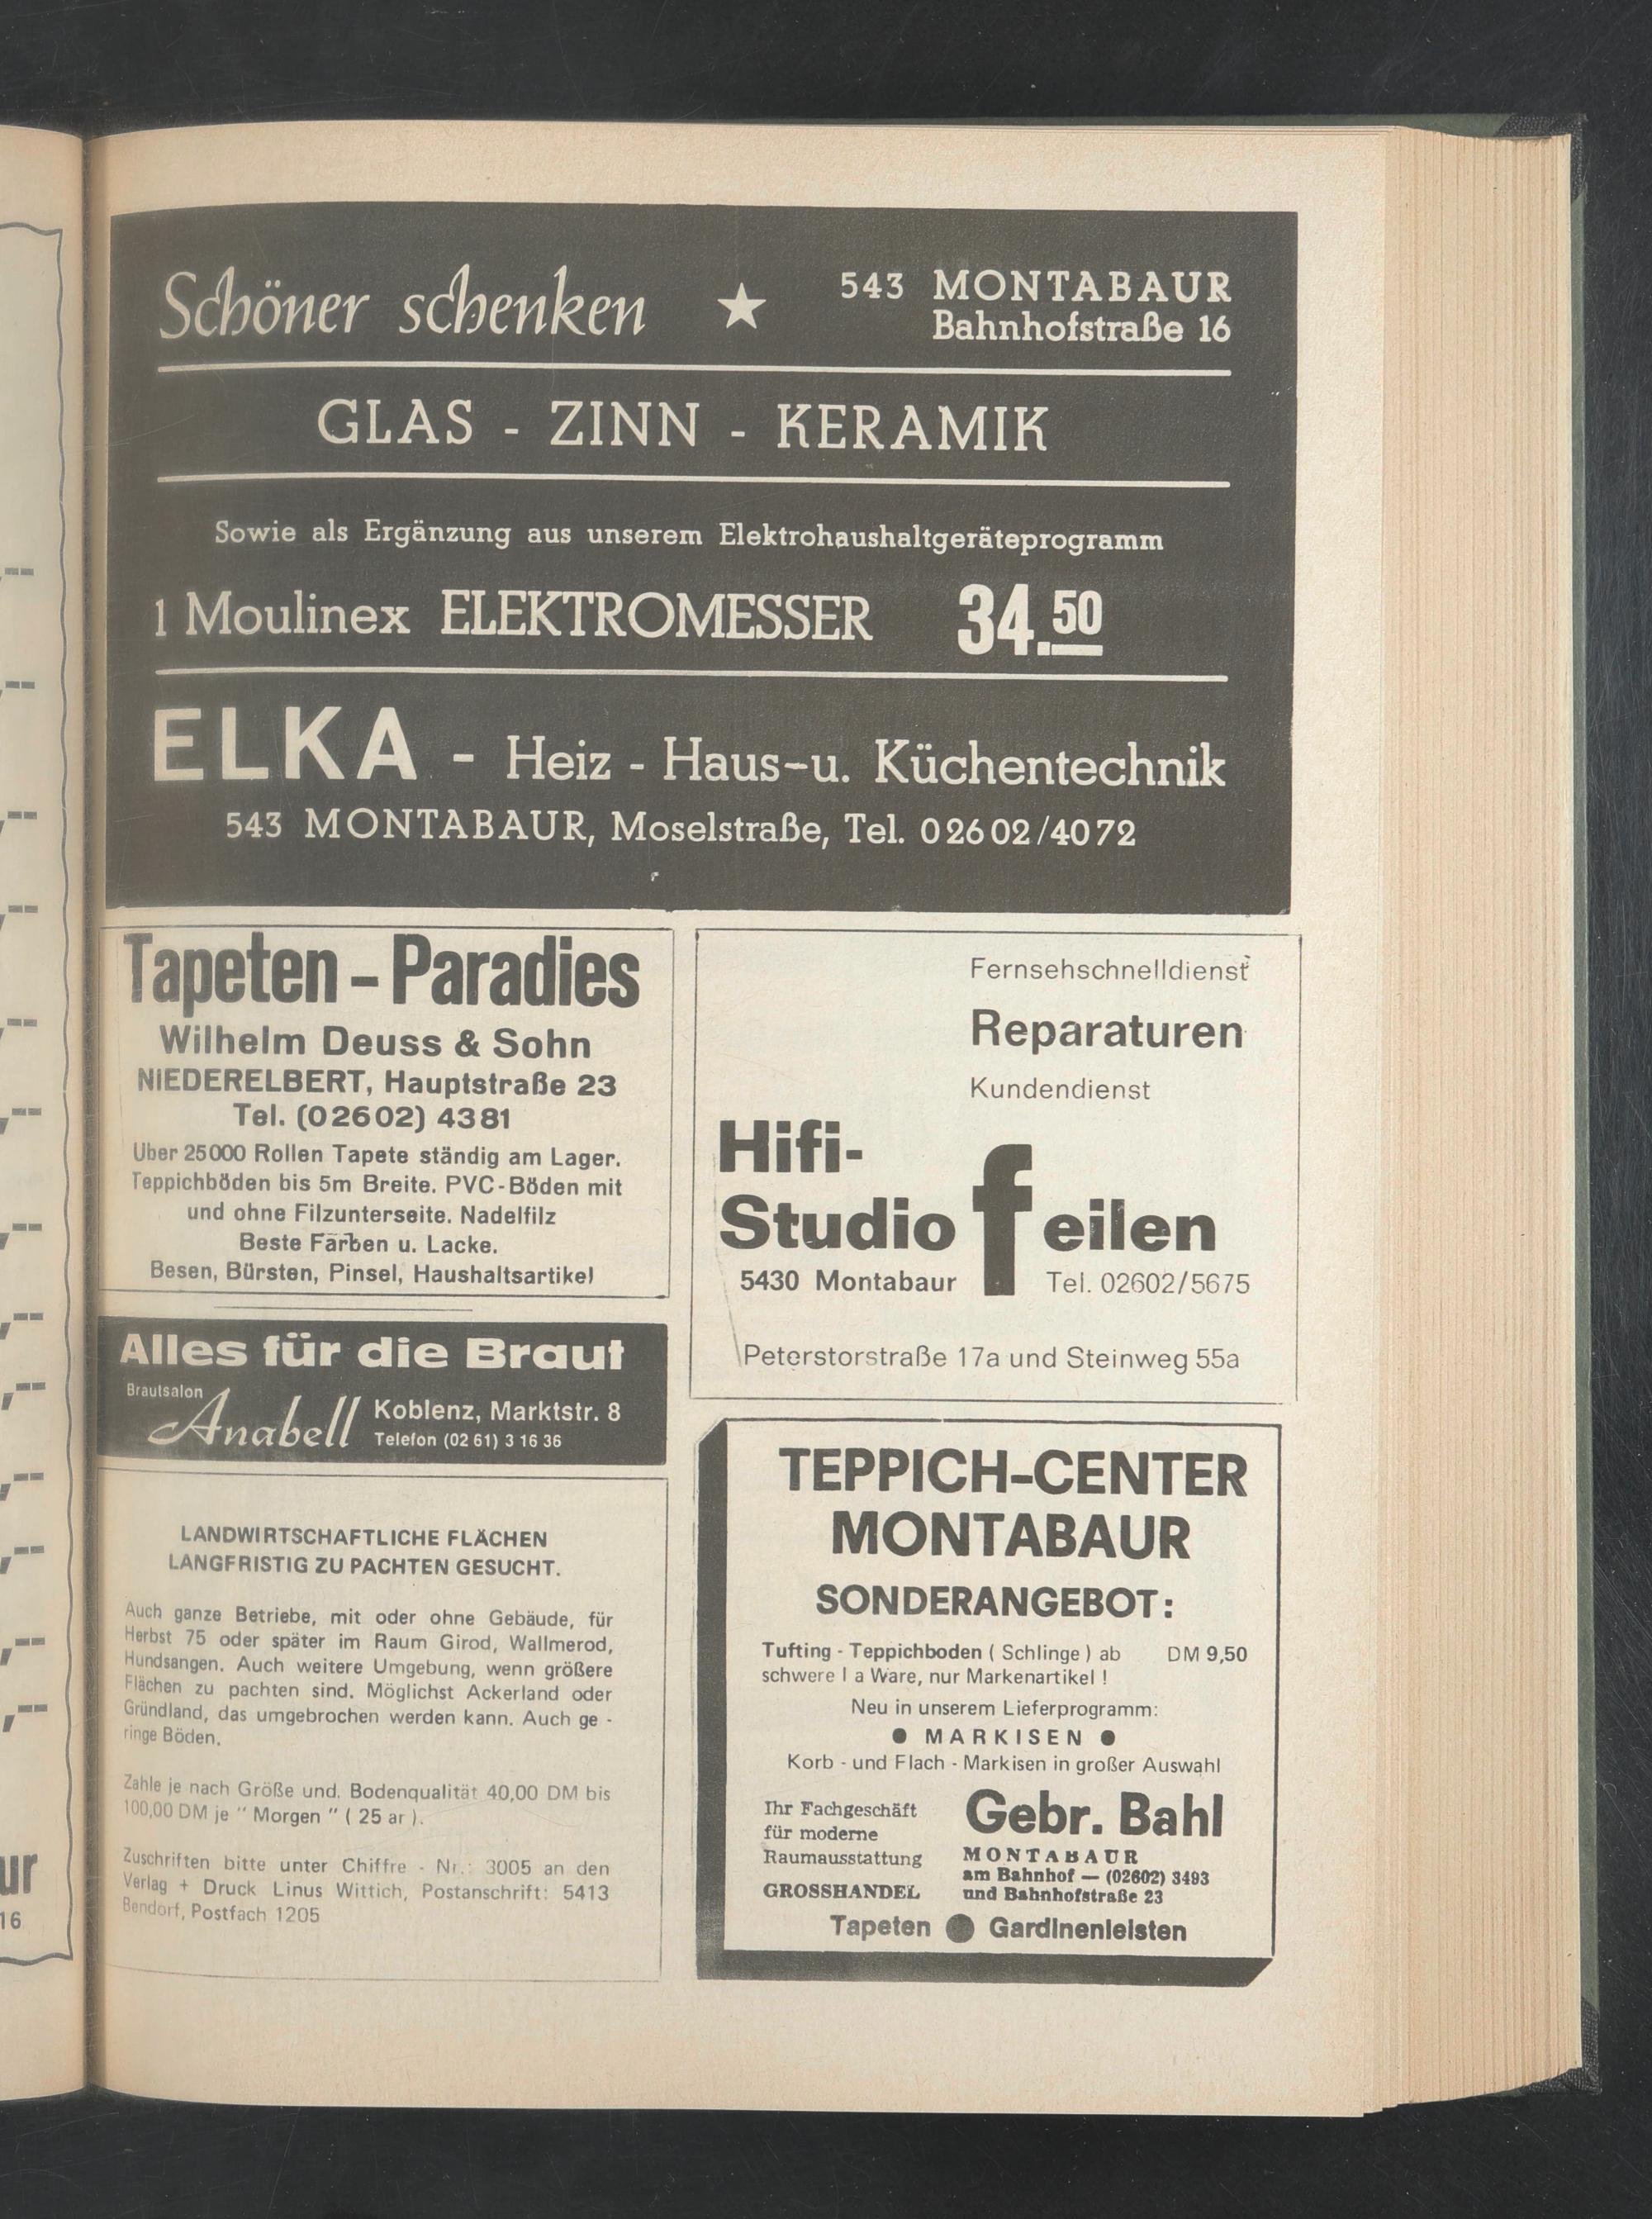 Schöner schenken ★ 543 MONTABAUR
Bahnhofstraße 16
GLAS - ZINN - KERAMIK
Sowie als Ergänzung aus unserem Elektrohaushaltgeräteprogramm
1 Moulinex ELEKTROMESSER 34.50
ELKA - Heiz - Haus-u. Küchentechnik
543 MONTABAUR, Moselstraße, Tel. 02602/4072
Tapeten - Paradies
Wilhelm Deuss & Sohn
NIEDERELBERT, Hauptstraße 23
Tel. (02602) 4381
Uber 25000 Rollen Tapete ständig am Lager.
Teppichböden bis 5m Breite. PVC-Böden mit
und ohne Filzunterseite. Nadelfilz
Beste Farben u. Lacke.
Besen, Bürsten, Pinsel, Haushaltsartikel
Alles für die Braut
Brautsalon
Anabell
Koblenz, Marktstr. 8
Telefon (02 61) 3 16 36
LANDWIRTSCHAFTLICHE FLÄCHEN
LANGFRISTIG ZU PACHTEN GESUCHT.
Auch ganze Betriebe, mit oder ohne Gebäude, für
Herbst 75 oder später im Raum Girod, Wallmerod,
Hundsangen. Auch weitere Umgebung, wenn größere
Flächen zu pachten sind. Möglichst Ackerland oder
Gründland, das umgebrochen werden kann. Auch ge -
ringe Böden.
Zahle je nach Größe und. Bodenqualität 40,00 DM bis
100,00 DM je " Morgen " ( 25 ar ).
Zuschriften bitte unter Chiffre - Nr.: 3005 an den
Verlag + Druck Linus Wittich, Postanschrift: 5413
Bendorf, Postfach 1205
Fernsehschnelldienst
Reparaturen
Kundendienst
Hifi-
Studio feilen
5430 Montabaur Tel. 02602/5675
Peterstorstraße 17a und Steinweg 55a
TEPPICH-CENTER
MONTABAUR
SONDERANGEBOT:
Tufting - Teppichboden ( Schlinge ) ab DM 9,50
schwere I a Ware, nur Markenartikel !
Neu in unserem Lieferprogramm:
● MARKISEN ●
Korb - und Flach - Markisen in großer Auswahl
Ihr Fachgeschäft
für moderne
Raumausstattung
GROSSHANDEL
Gebr. Bahl
MONTABAUR
am Bahnhof — (02602) 3493
und Bahnhofstraße 23
Tapeten ● Gardinenleisten
ur
16